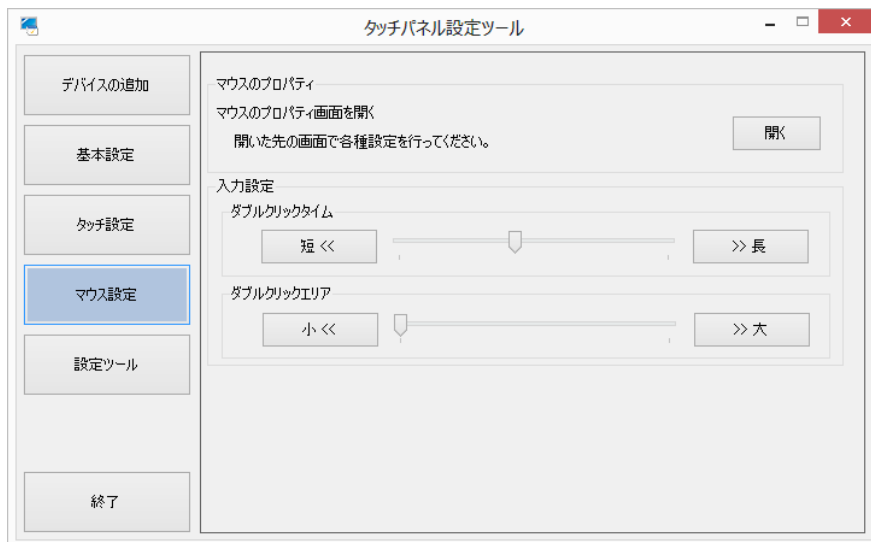 タッチパネル設定ツール
デバイスの追加
基本設定
タッチ設定
マウス設定
設定ツール
終了
マウスのプロパティ
マウスのプロパティ画面を開く
開いた先の画面で各種設定を行ってください。
開く
入力設定
ダブルクリックタイム
短 <<
>> 長
ダブルクリックエリア
小 <<
>> 大